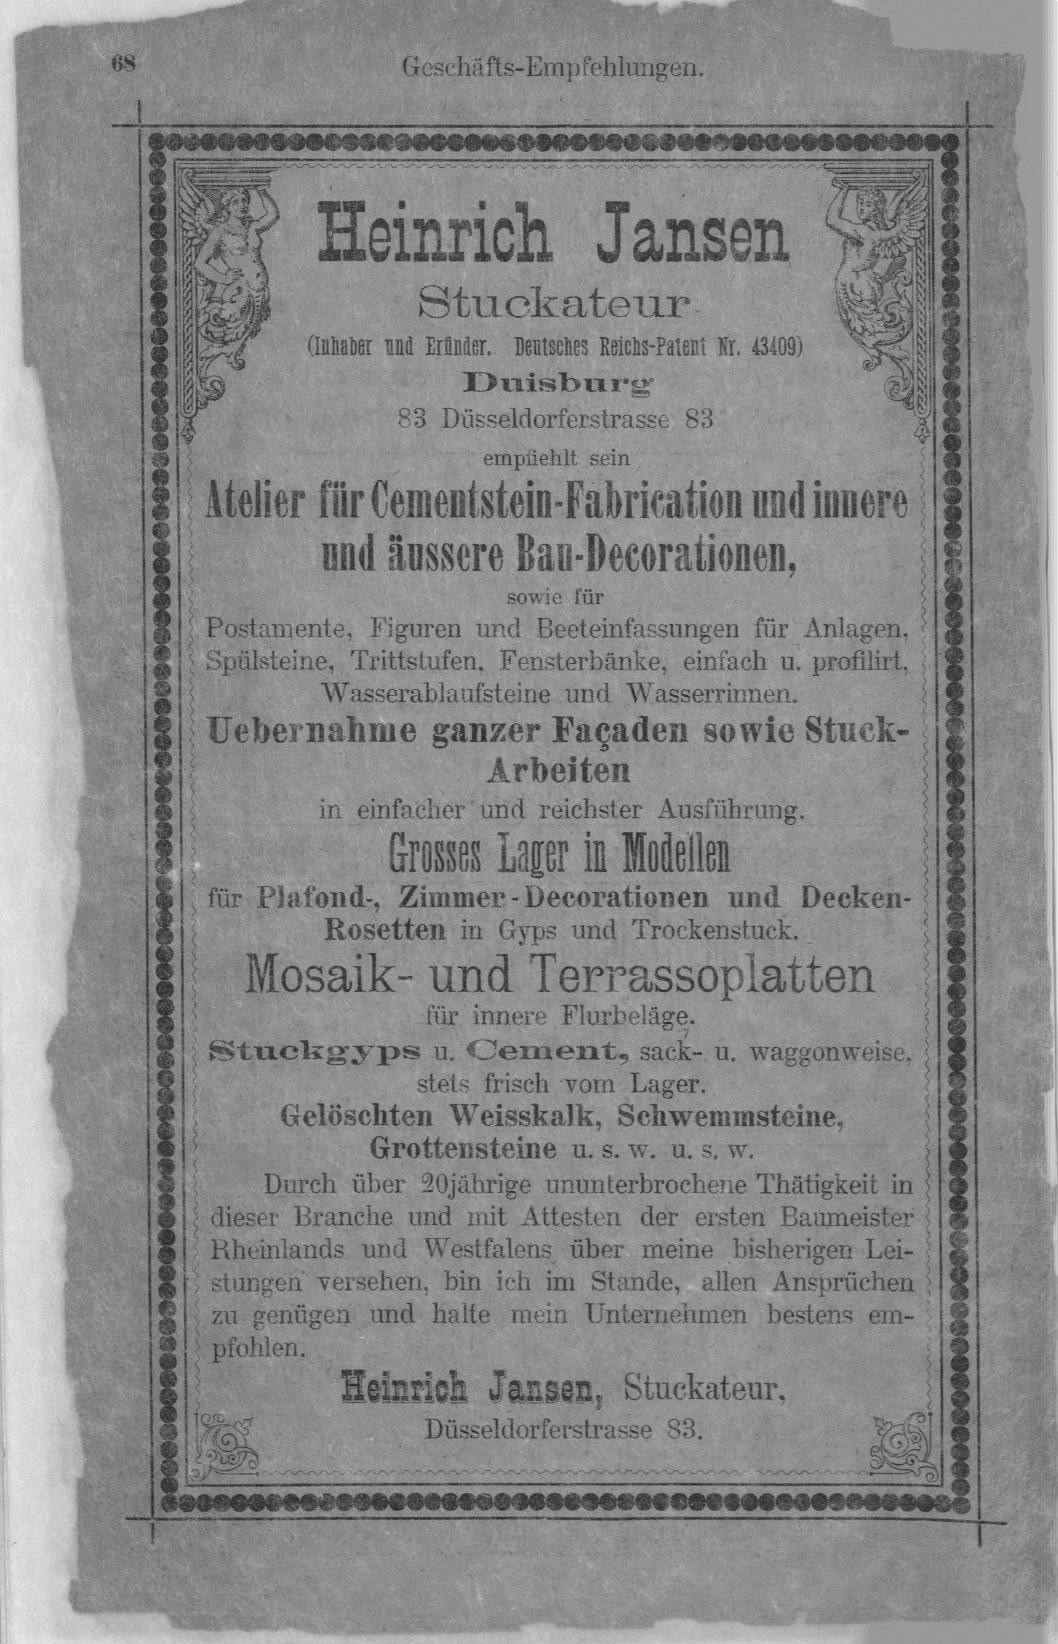 68
Geschäfts-Empfehlungen.
Heinrich Jansen
Stuckateur
(Inhaber und Erfinder. Deutsches Reichs-Patent Nr. 43409)
Duisburg
83 Düsseldorferstrasse 83
empfiehlt sein
Atelier für Cementstein-Fabrication und innere
und äussere Bau-Decorationen,
sowie für
Postamente, Figuren und Beeteinfassungen für Anlagen,
Spülsteine, Trittstufen, Fensterbänke, einfach u. profilirt,
Wasserablaufsteine und Wasserrinnen.
Uebernahme ganzer Façaden sowie Stuck-
Arbeiten
in einfacher und reichster Ausführung.
Grosses Lager in Modellen
für Plafond-, Zimmer-Decorationen und Decken-
Rosetten in Gyps und Trockenstuck.
Mosaik- und Terrassoplatten
für innere Flurbeläge.
Stuckgyps u. Cement, sack- u. waggonweise,
stets frisch vom Lager.
Gelöschten Weisskalk, Schwemmsteine,
Grottensteine u. s. w. u. s. w.
Durch über 20jährige ununterbrochene Thätigkeit in
dieser Branche und mit Attesten der ersten Baumeister
Rheinlands und Westfalens über meine bisherigen Lei-
stungen versehen, bin ich im Stande, allen Ansprüchen
zu genügen und halte mein Unternehmen bestens em-
pfohlen.
Heinrich Jansen, Stuckateur,
Düsseldorferstrasse 83.